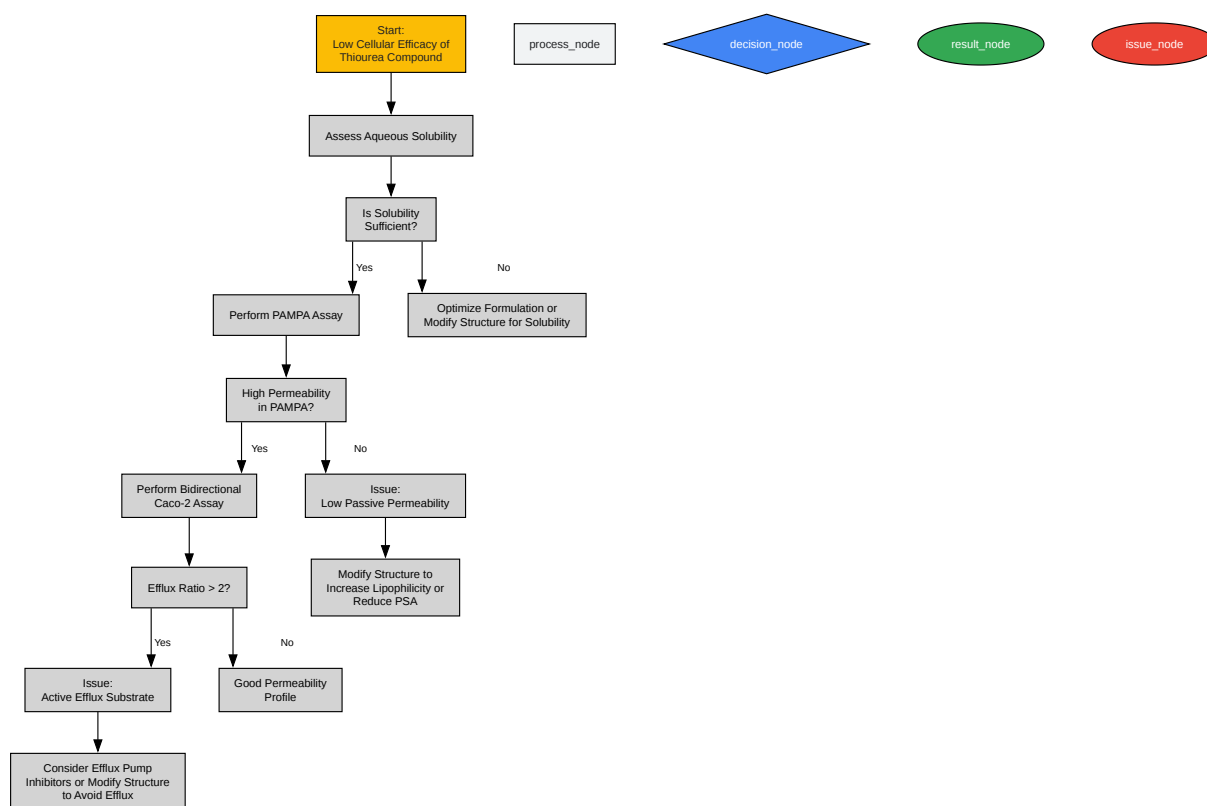 Start:
Low Cellular Efficacy of
Thiourea Compound
process_node
decision_node
result_node
issue_node
Assess Aqueous Solubility
Is Solubility
Sufficient?
Yes
No
Perform PAMPA Assay
Optimize Formulation or
Modify Structure for Solubility
High Permeability
in PAMPA?
Yes
No
Perform Bidirectional
Caco-2 Assay
Issue:
Low Passive Permeability
Efflux Ratio > 2?
Modify Structure to
Increase Lipophilicity or
Reduce PSA
Yes
No
Issue:
Active Efflux Substrate
Good Permeability
Profile
Consider Efflux Pump
Inhibitors or Modify Structure
to Avoid Efflux